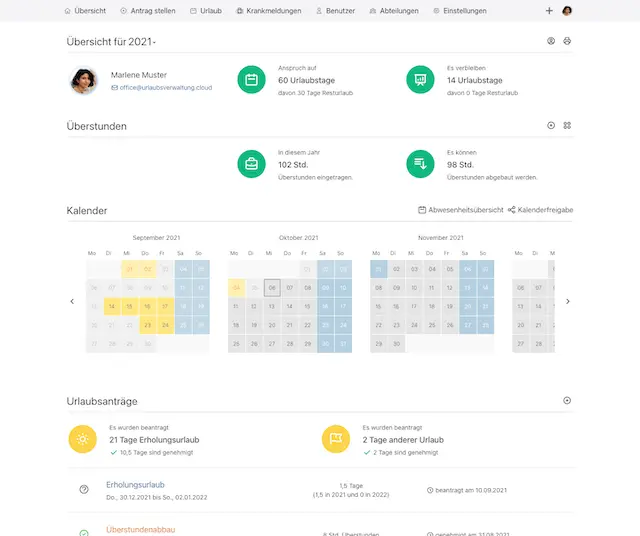 Übersicht
Antrag stellen
Urlaub
Krankmeldungen
Benutzer
Abteilungen
Einstellungen
Übersicht für 2021
Marlene Muster
office@urlaubsverwaltung.cloud
Anspruch auf
60 Urlaubstage
davon 30 Tage Resturlaub
Es verbleiben
14 Urlaubstage
davon 0 Tage Resturlaub
Überstunden
In diesem Jahr
102 Std.
Überstunden eingetragen.
Es können
98 Std.
Überstunden abgebaut werden.
Kalender
Abwesenheitsübersicht
Kalenderfreigabe
September 2021
Mo Di Mi Do Fr Sa So
01 02 03 04 05
06 07 08 09 10 11 12
13 14 15 16 17 18 19
20 21 22 23 24 25 26
27 28 29 30
Oktober 2021
Mo Di Mi Do Fr Sa So
01 02 03
04 05 06 07 08 09 10
11 12 13 14 15 16 17
18 19 20 21 22 23 24
25 26 27 28 29 30 31
November 2021
Mo Di Mi Do Fr Sa So
01 02 03 04 05 06 07
08 09 10 11 12 13 14
15 16 17 18 19 20 21
22 23 24 25 26 27 28
29 30
Mo Di Mi
06 07
13 14 15
20 21 22
27 28 29
Urlaubsanträge
Es wurden beantragt
21 Tage Erholungsurlaub
10,5 Tage sind genehmigt
Es wurden beantragt
2 Tage anderer Urlaub
2 Tage sind genehmigt
Erholungsurlaub
Do., 30.12.2021 bis So., 02.01.2022
1,5 Tage
(1,5 in 2021 und 0 in 2022)
beantragt am 10.09.2021
Überstundenabbau